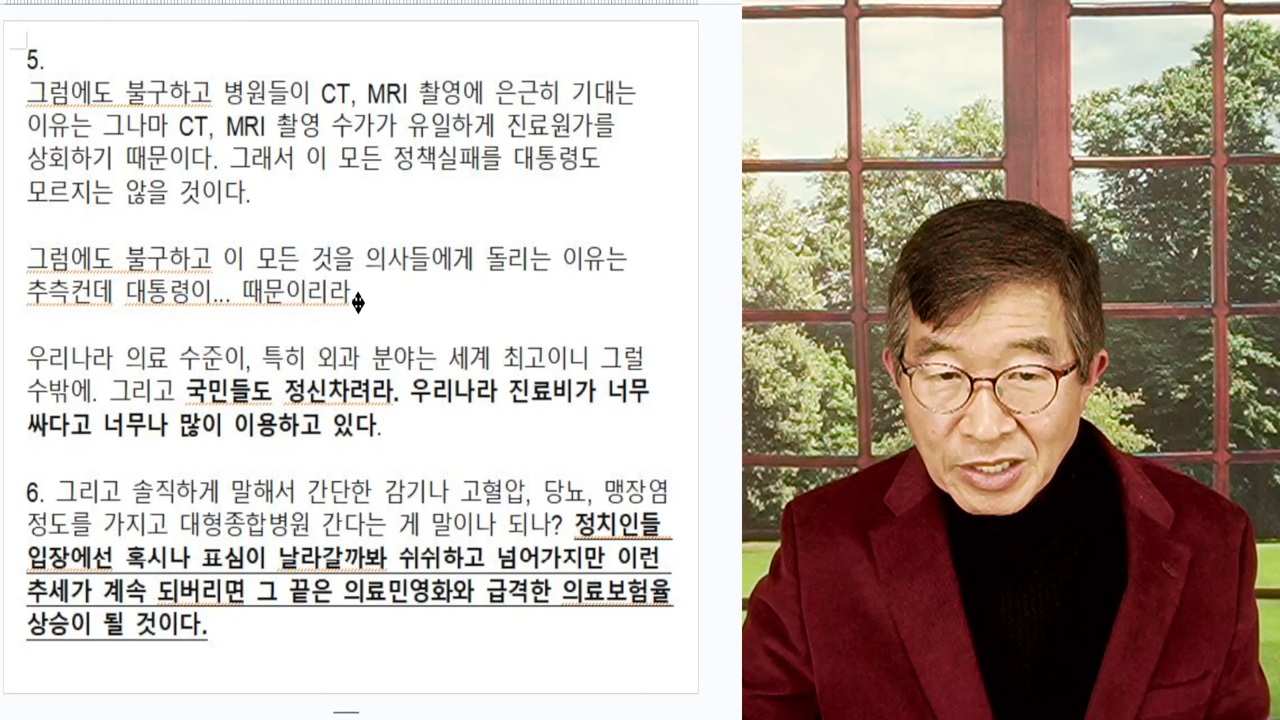 5.
그럼에도 불구하고 병원들이 CT, MRI 촬영에 은근히 기대는
이유는 그나마 CT, MRI 촬영 수가가 유일하게 진료원가를
상회하기 때문이다. 그래서 이 모든 정책실패를 대통령도
모르지는 않을 것이다.
그럼에도 불구하고 이 모든 것을 의사들에게 돌리는 이유는
추측컨데 대통령이... 때문이리라
우리나라 의료 수준이, 특히 외과 분야는 세계 최고이니 그럴
수밖에. 그리고 국민들도 정신차려라. 우리나라 진료비가 너무
싸다고 너무나 많이 이용하고 있다.
6. 그리고 솔직하게 말해서 간단한 감기나 고혈압, 당뇨, 맹장염
정도를 가지고 대형종합병원 간다는 게 말이나 되나? 정치인들
입장에선 혹시나 표심이 날라갈까봐 쉬쉬하고 넘어가지만 이런
추세가 계속 되버리면 그 끝은 의료민영화와 급격한 의료보험율
상승이 될 것이다.